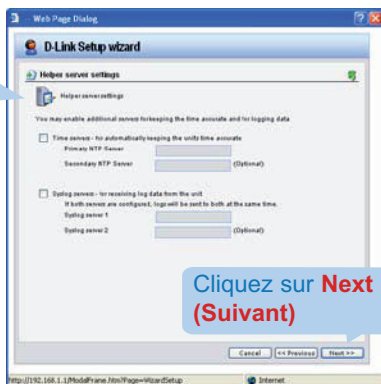 -- Web Page Dialog
D-Link Setup wizard
Helper server settings
Helper server settings
You may enable additional servers for keeping the time accurate and for logging data
Time servers - for automatically keeping the units time accurate
Primary NTP Server
Secondary NTP Server (Optional)
Syslog servers - for receiving log data from the unit
If both servers are configured, logs will be sent to both at the same time.
Syslog server 1
Syslog server 2 (Optional)
Cliquez sur Next
(Suivant)
Cancel << Previous Next >>
http://192.168.1.1/ModalFrame.htm?Page=WizardSetup Internet